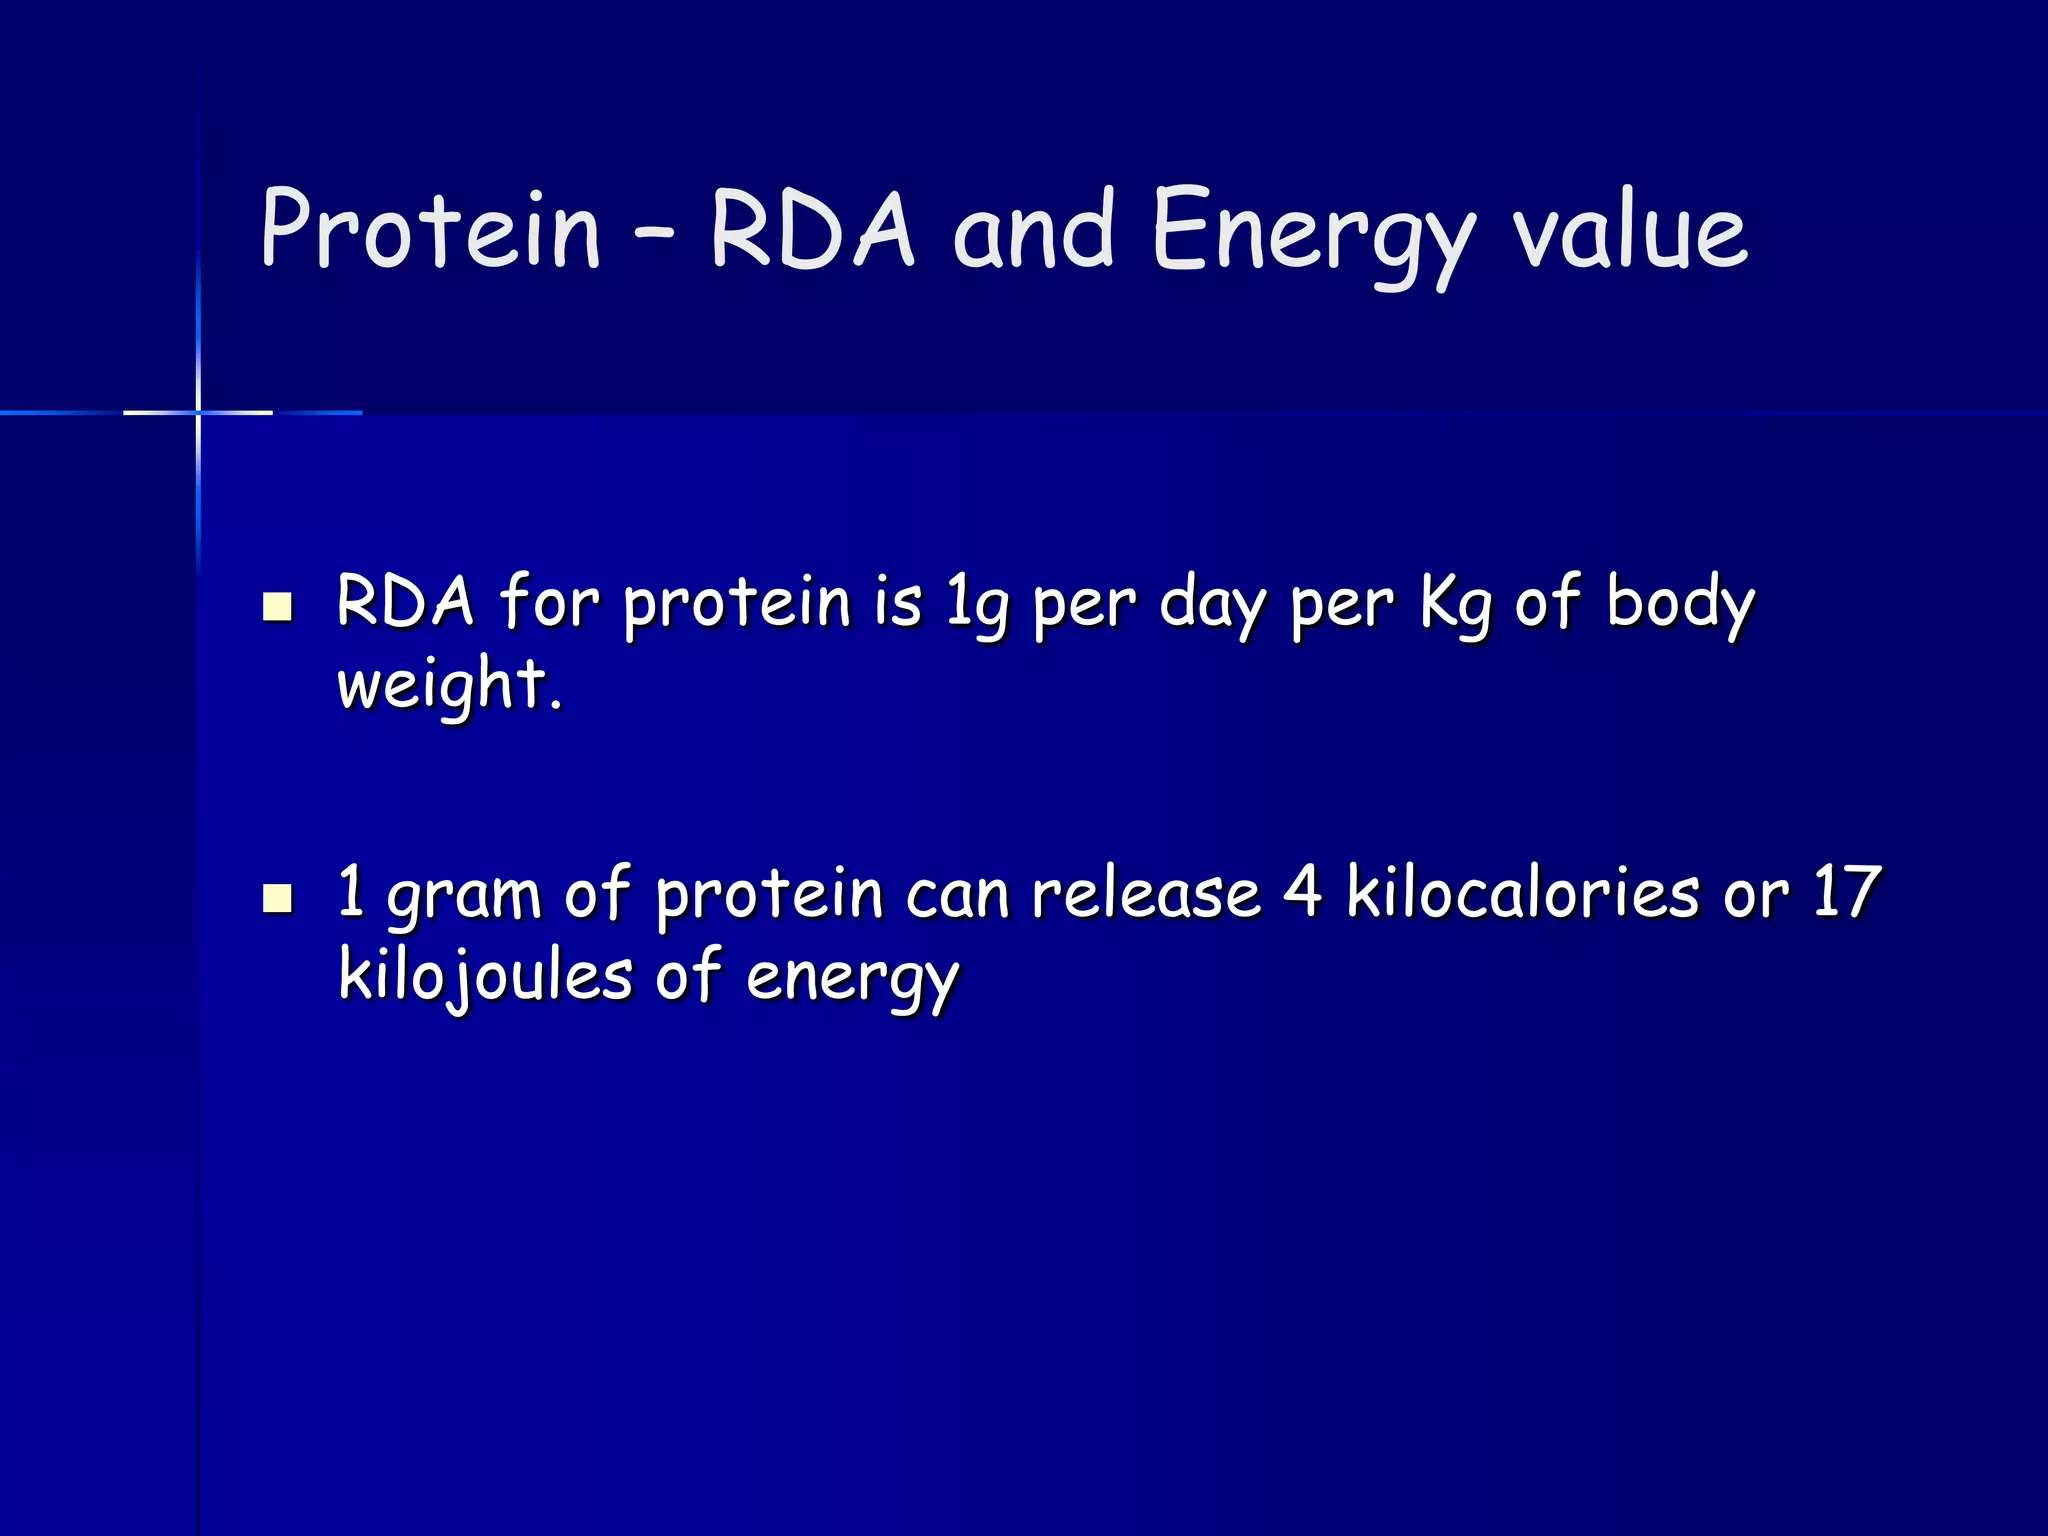 Protein – RDA and Energy value
RDA for protein is 1g per day per Kg of body
weight.
1 gram of protein can release 4 kilocalories or 17
kilojoules of energy